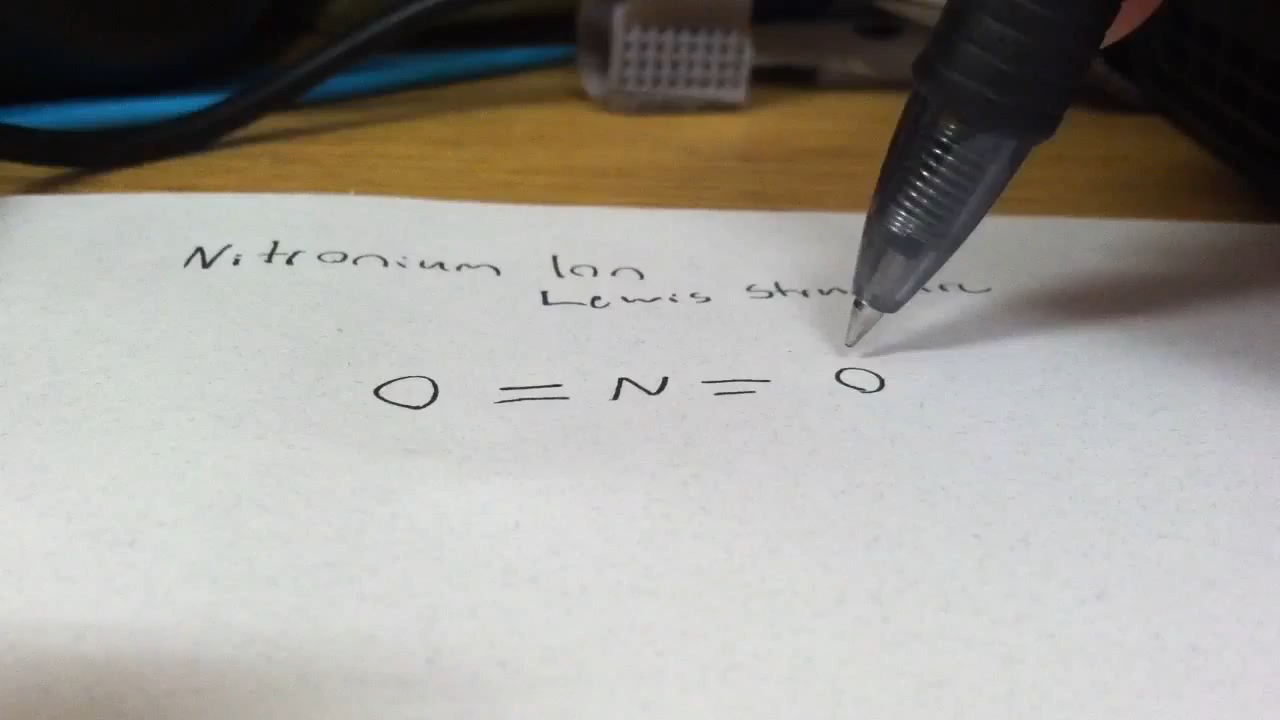 Nitronium Ion
Lewis
O = N = O